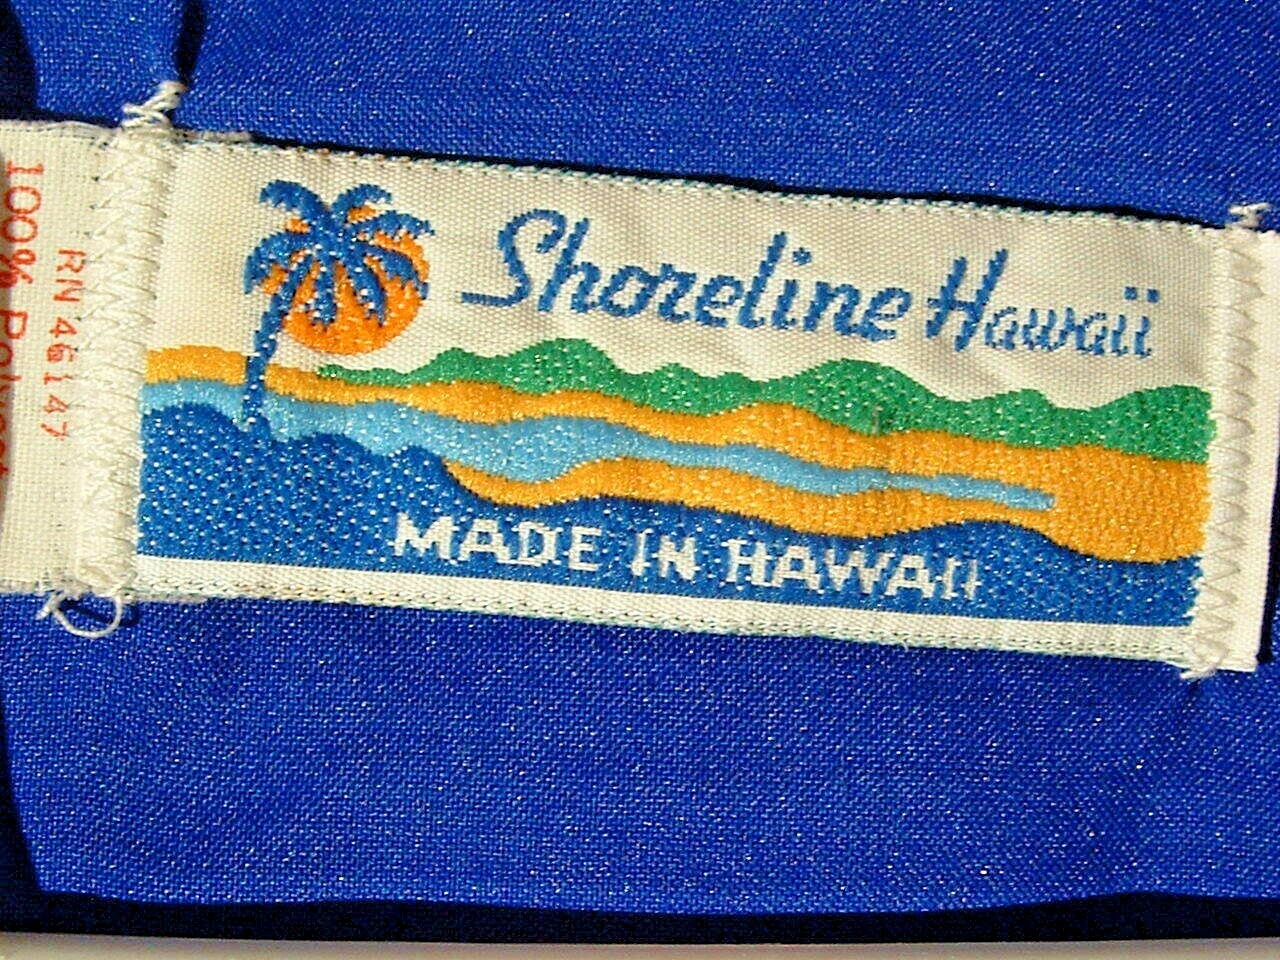 Shoreline Hawaii
MADE IN HAWAII
RN 46147
100%